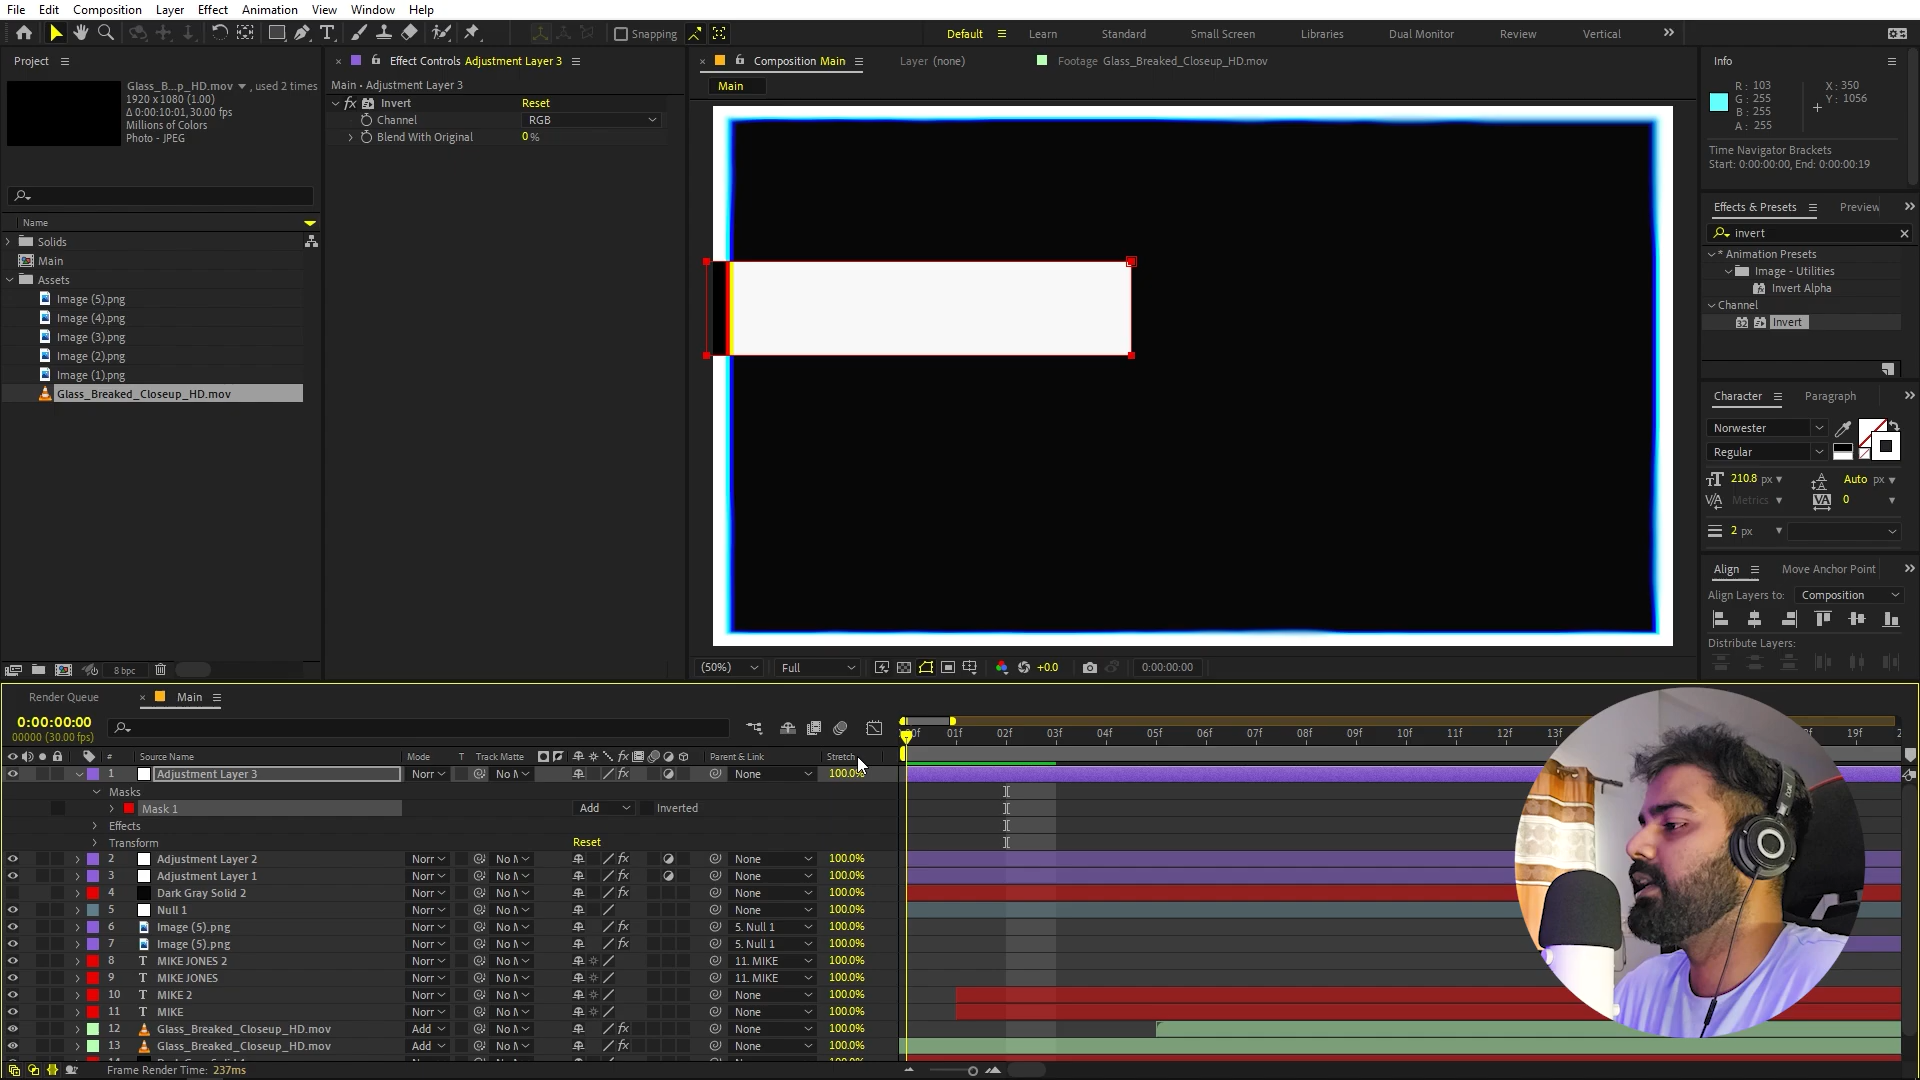 File Edit Composition Layer Effect Animation View Window Help
Snapping
Default Learn Standard Small Screen Libraries Dual Monitor Review Vertical
Project
Glass_B...p_HD.mov , used 2 times
1920 x 1080 (1.00)
Δ 0:00:10:01, 30.00 fps
Millions of Colors
Photo - JPEG
Name
Solids
Main
Assets
Image (5).png
Image (4).png
Image (3).png
Image (2).png
Image (1).png
Glass_Breaked_Closeup_HD.mov
8 bpc
Effect Controls Adjustment Layer 3
Main • Adjustment Layer 3
fx Invert Reset
Channel RGB
Blend With Original 0 %
Composition Main Layer (none) Footage Glass_Breaked_Closeup_HD.mov
Main
(50%) Full +0.0 0:00:00:00
Info
R : 103 X : 350
G : 255 Y : 1056
B : 255
A : 255
Time Navigator Brackets
Start: 0:00:00:00, End: 0:00:00:19
Effects & Presets Preview
invert
* Animation Presets
Image - Utilities
Invert Alpha
Channel
32 Invert
Character Paragraph
Norwester
Regular
210.8 px Auto px
Metrics 0
2 px
Align Move Anchor Point
Align Layers to: Composition
Distribute Layers:
Render Queue Main
0:00:00:00
00000 (30.00 fps)
01f 02f 03f 04f 05f 06f 07f 08f 09f 10f 11f 12f 13f 19f
# Source Name Mode T Track Matte Parent & Link Stretch
1 Adjustment Layer 3 Norr No M None 100.0%
Masks
Mask 1 Add Inverted
Effects
Transform Reset
2 Adjustment Layer 2 Norr No M None 100.0%
3 Adjustment Layer 1 Norr No M None 100.0%
4 Dark Gray Solid 2 Norr No M None 100.0%
5 Null 1 Norr No M None 100.0%
6 Image (5).png Norr No M 5. Null 1 100.0%
7 Image (5).png Norr No M 5. Null 1 100.0%
8 T MIKE JONES 2 Norr No M 11. MIKE 100.0%
9 T MIKE JONES Norr No M 11. MIKE 100.0%
10 T MIKE 2 Norr No M None 100.0%
11 T MIKE Norr No M None 100.0%
12 Glass_Breaked_Closeup_HD.mov Add No M None 100.0%
13 Glass_Breaked_Closeup_HD.mov Add No M None 100.0%
Frame Render Time: 237ms